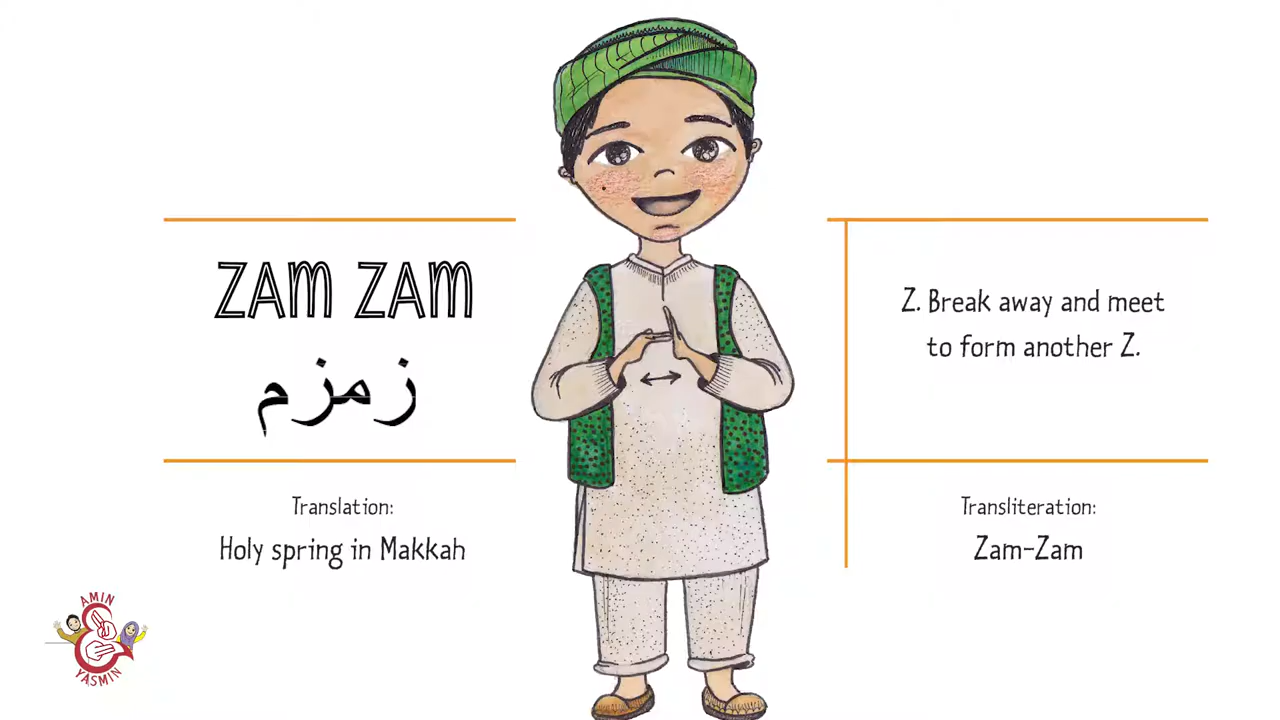 ZAM ZAM
زمزم
Translation:
Holy spring in Makkah
Z. Break away and meet
to form another Z.
Transliteration:
Zam-Zam
AMIN
&
YASMIN